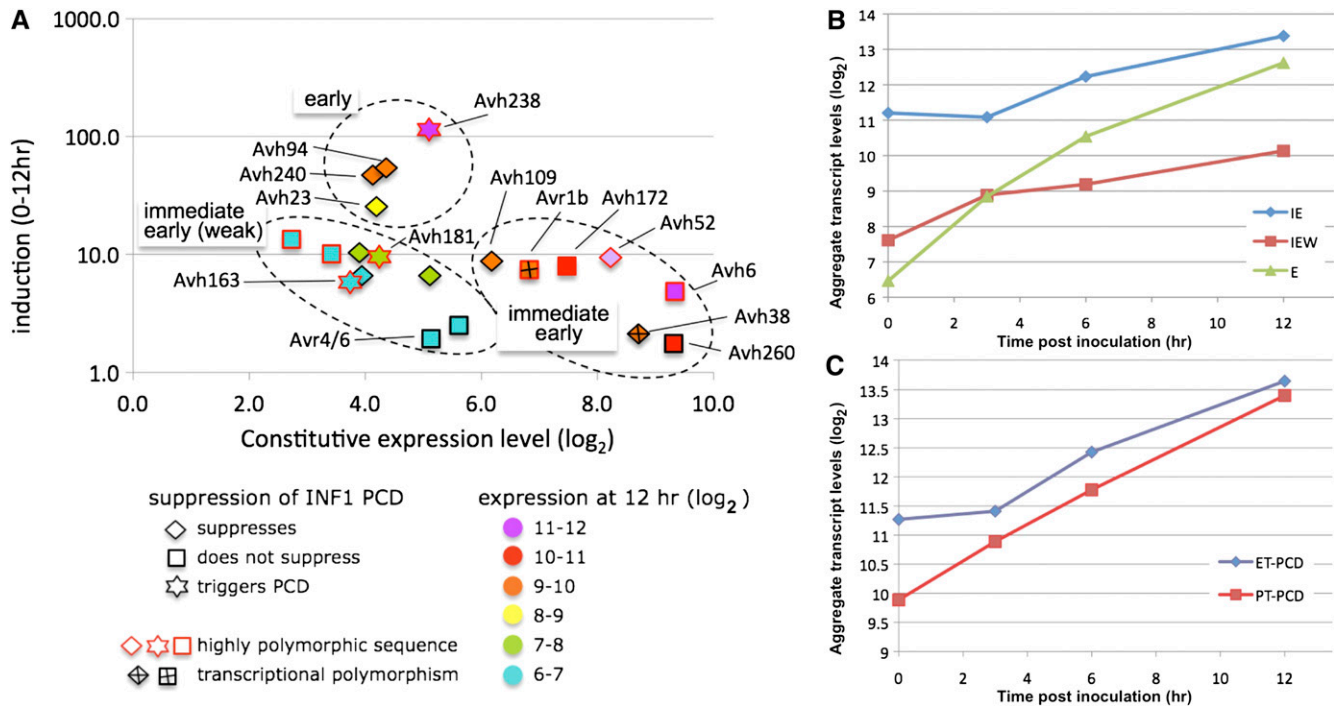 A
1000.0
100.0
10.0
1.0
induction (0-12hr)
0.0
2.0
4.0
6.0
8.0
10.0
Constitutive expression level (log2)
early
Avh238
Avh94
Avh240
Avh23
immediate
early (weak)
Avh181
Avh163
Avr4/6
Avh109
Avr1b
Avh172
Avh52
Avh6
immediate
early
Avh38
Avh260
suppression of INF1 PCD
suppresses
does not suppress
triggers PCD
highly polymorphic sequence
transcriptional polymorphism
expression at 12 hr (log2)
11-12
10-11
9-10
8-9
7-8
6-7
B
Aggregate transcript levels (log2)
14
13
12
11
10
9
8
7
6
0
2
4
6
8
10
12
Time post inoculation (hr)
IE
IEW
E
C
Aggregate transcript levels (log2)
14
13.5
13
12.5
12
11.5
11
10.5
10
9.5
9
0
2
4
6
8
10
12
Time post inoculation (hr)
ET-PCD
PT-PCD